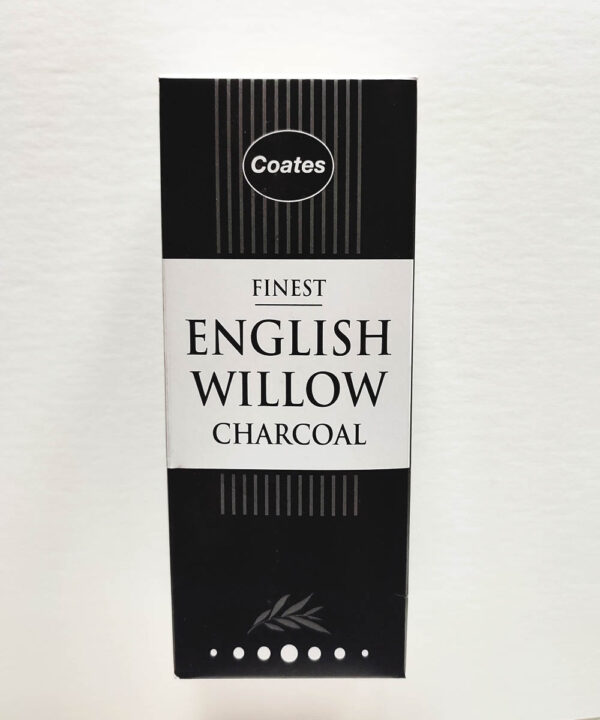 Coates
FINEST
ENGLISH
WILLOW
CHARCOAL